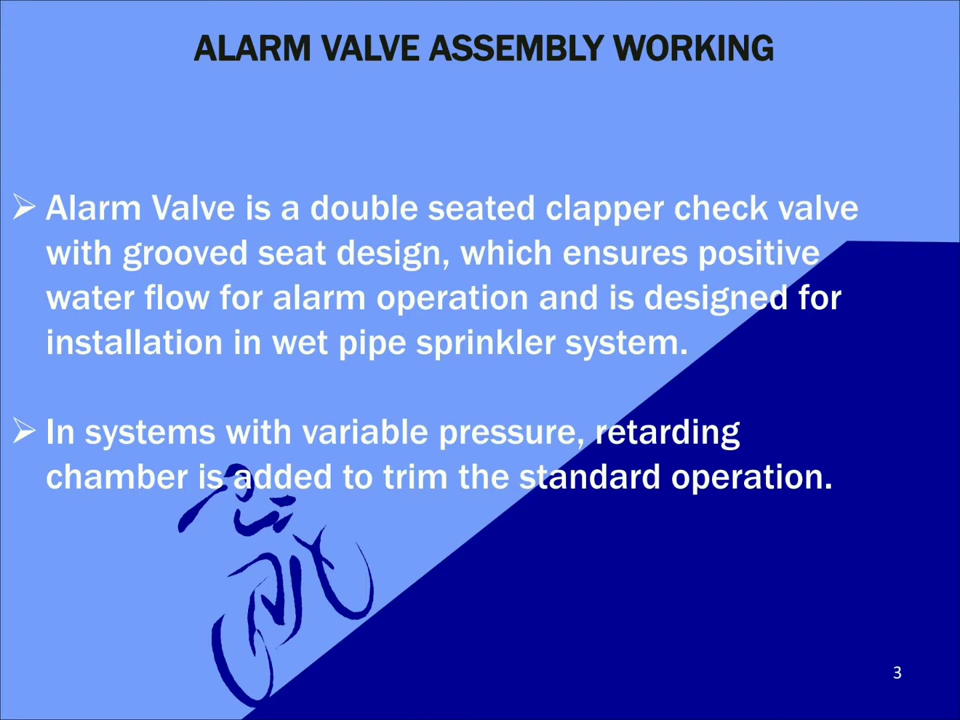 ALARM VALVE ASSEMBLY WORKING
➢ Alarm Valve is a double seated clapper check valve
with grooved seat design, which ensures positive
water flow for alarm operation and is designed for
installation in wet pipe sprinkler system.
➢ In systems with variable pressure, retarding
chamber is added to trim the standard operation.
3